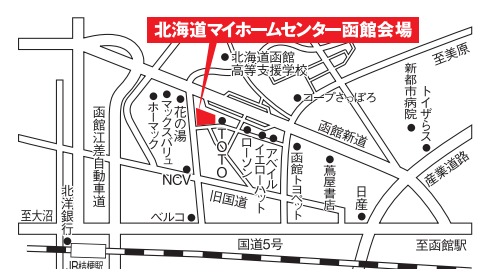 北海道マイホームセンター函館会場
北海道函館
高等支援学校
至美原
コープさっぽろ
新都市病院
トイザらス
函館新道
産業道路
ホーマック
マックスバリュ
花の湯
TOTO
ローソン
イエローハット
アベイル
函館トヨペット
蔦屋書店
日産
函館江差自動車道
NCV
旧国道
ベルコ
至大沼
北洋銀行
国道5号
至函館駅
JR桔梗駅